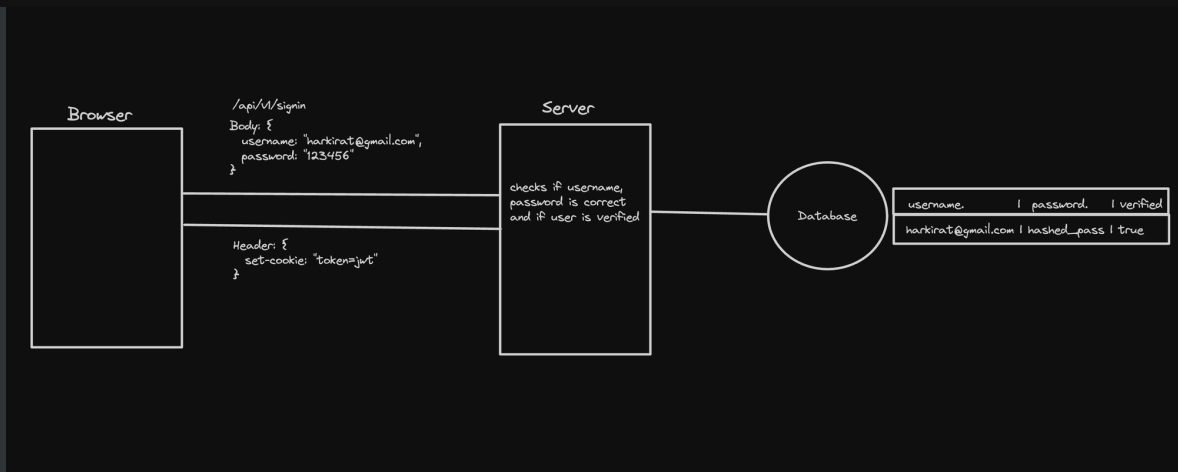 Browser
/api/v1/signin
Body: {
username: "harkirat@gmail.com",
password: "123456"
}
Header: {
set-cookie: "token=jwt"
}
Server
checks if username,
password is correct
and if user is verified
Database
username. | password. | verified
harkirat@gmail.com | hashed_pass | true